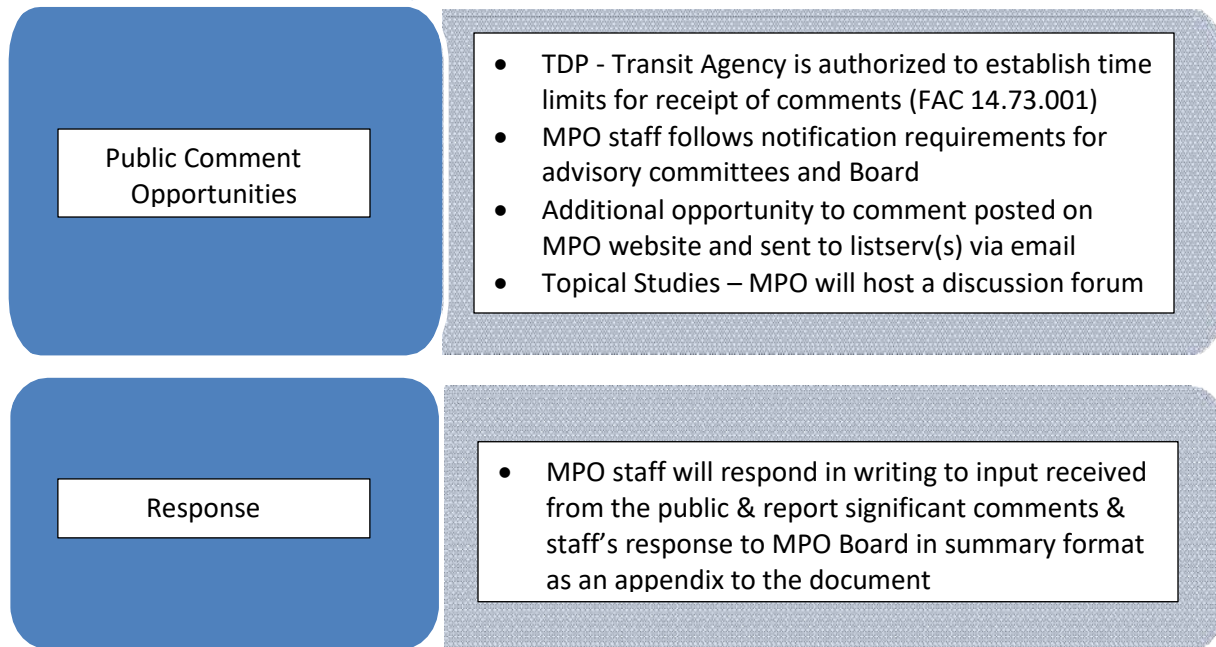 Public Comment
Opportunities
• TDP - Transit Agency is authorized to establish time
limits for receipt of comments (FAC 14.73.001)
• MPO staff follows notification requirements for
advisory committees and Board
• Additional opportunity to comment posted on
MPO website and sent to listserv(s) via email
• Topical Studies – MPO will host a discussion forum
Response
• MPO staff will respond in writing to input received
from the public & report significant comments &
staff’s response to MPO Board in summary format
as an appendix to the document